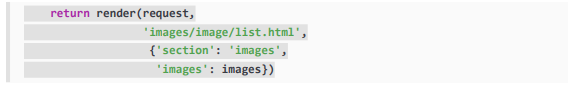 return render(request,
'images/image/list.html',
{'section': 'images',
'images': images})